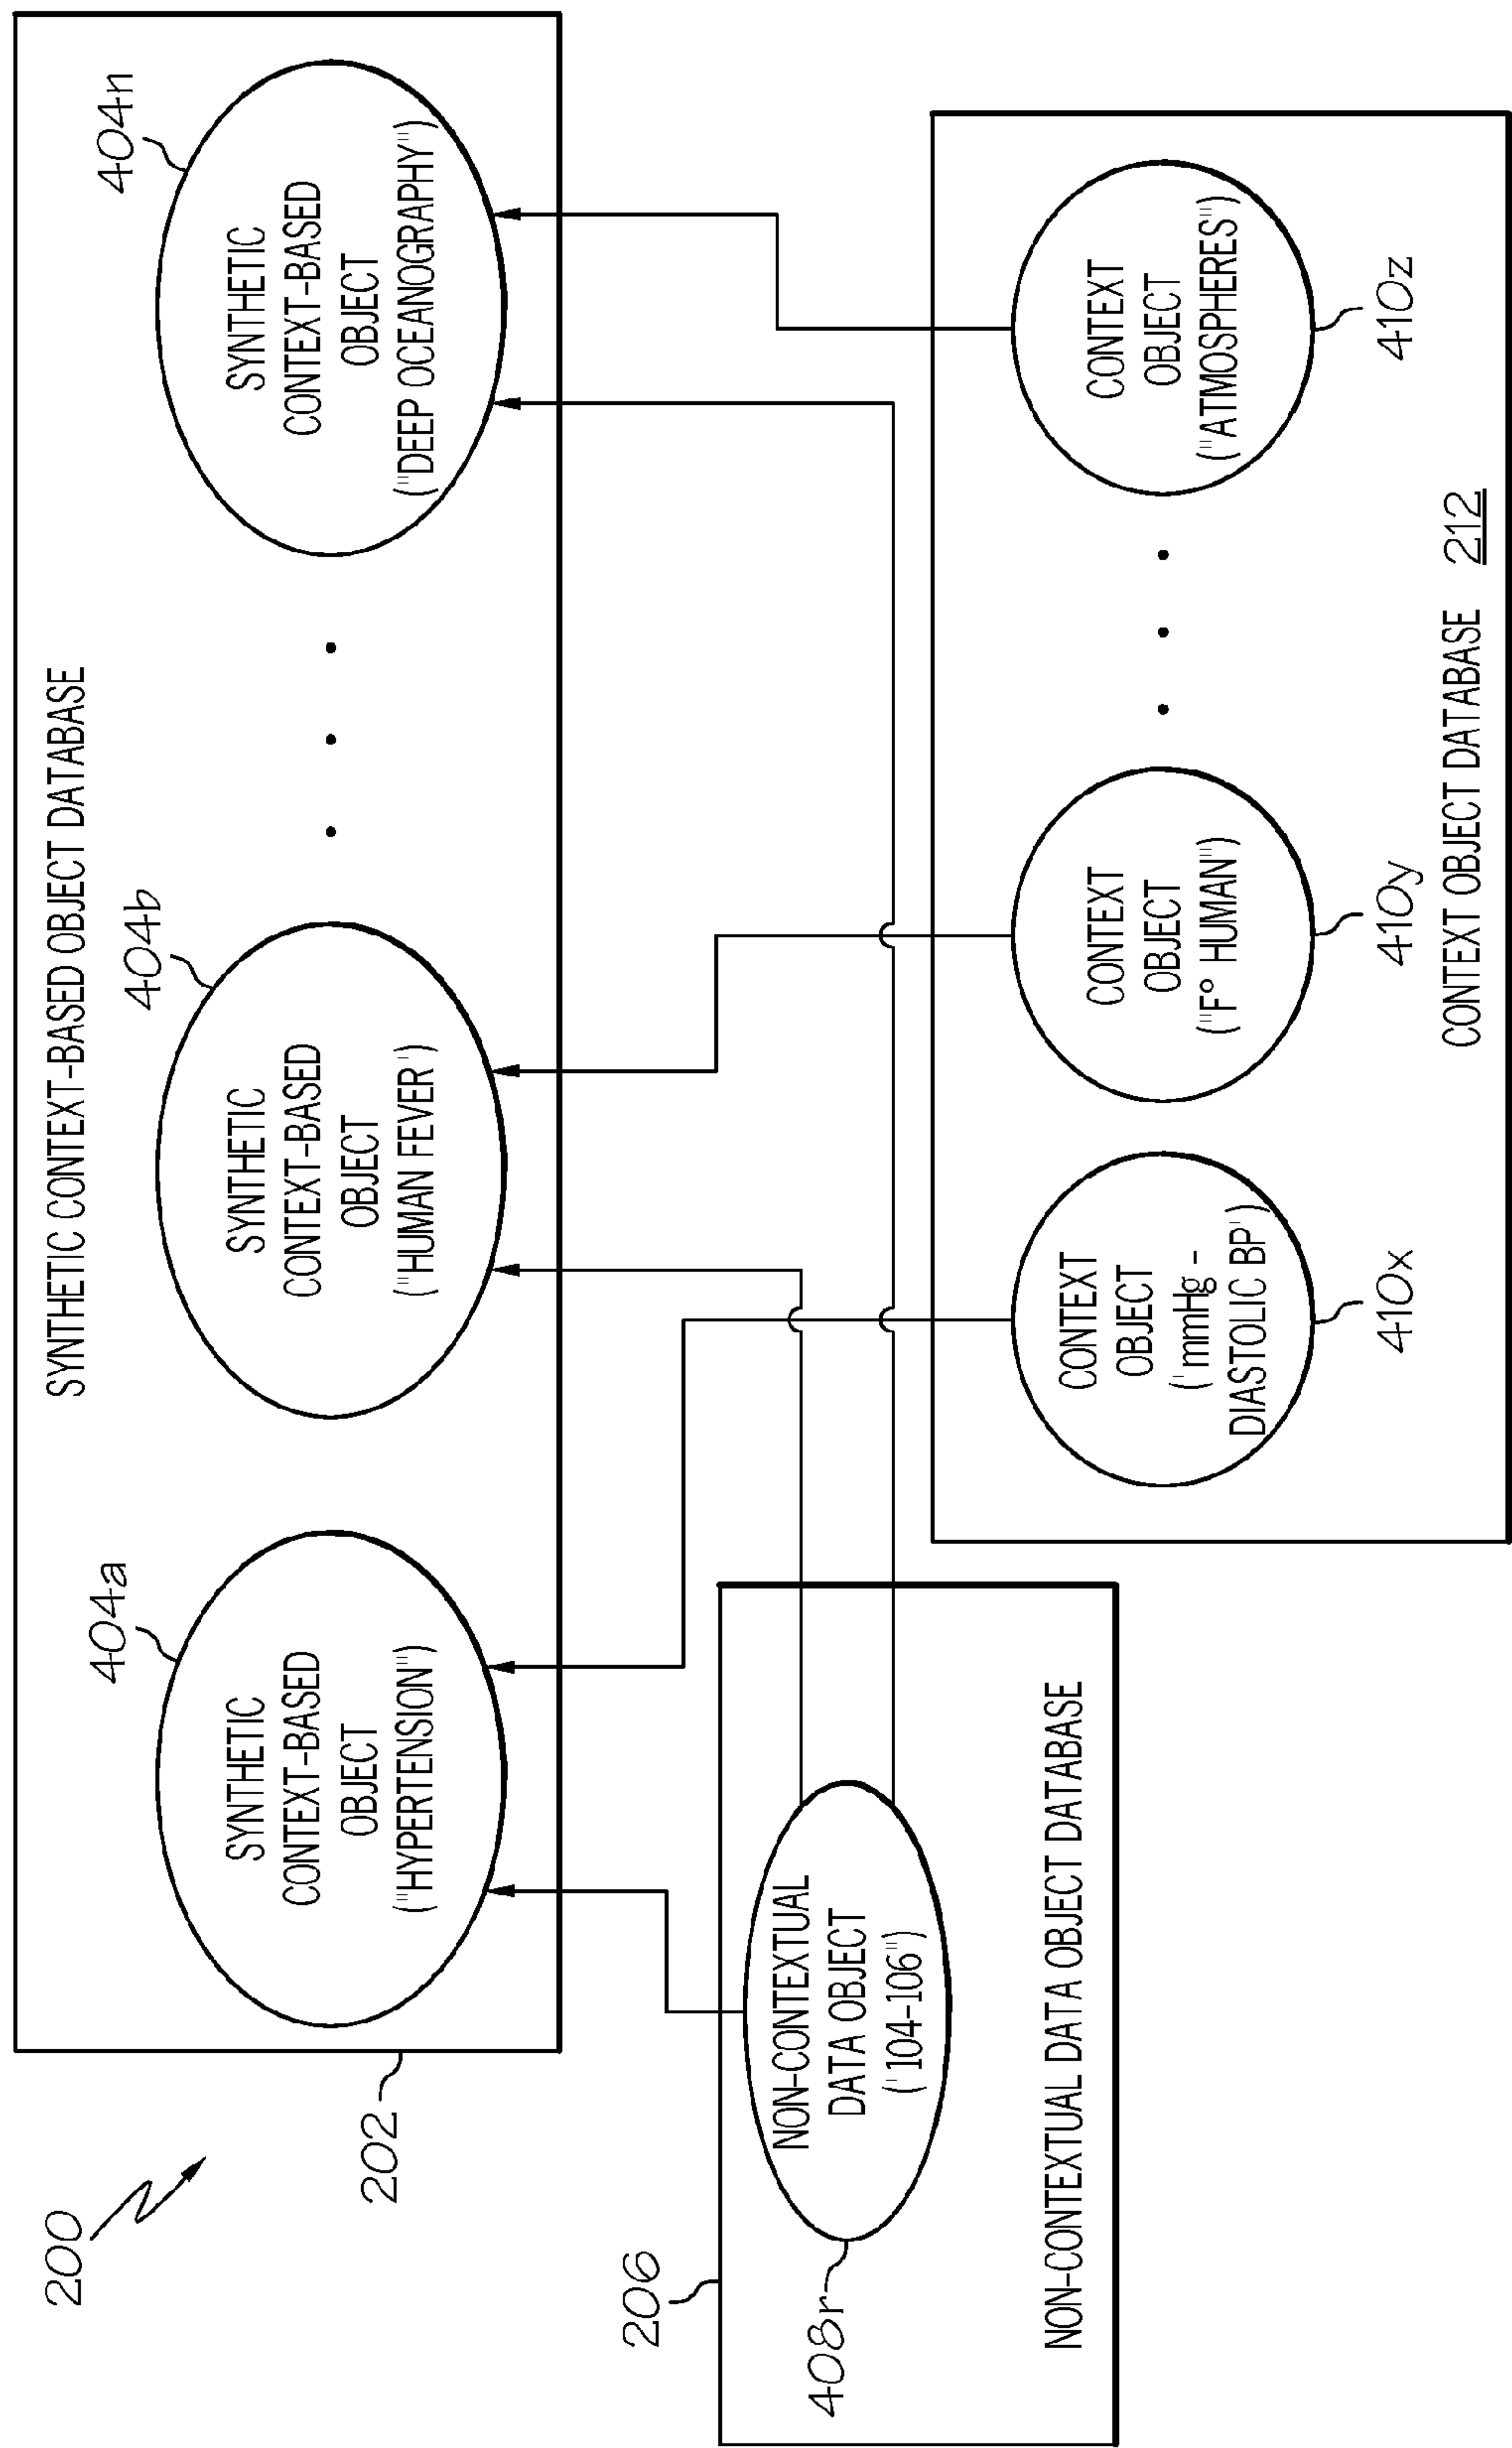 200
202
SYNTHETIC CONTEXT-BASED OBJECT DATABASE
404a
SYNTHETIC
CONTEXT-BASED
OBJECT
("HYPERTENSION")
404b
SYNTHETIC
CONTEXT-BASED
OBJECT
("HUMAN FEVER")
. . .
404n
SYNTHETIC
CONTEXT-BASED
OBJECT
("DEEP OCEANOGRAPHY")
206
408r
NON-CONTEXTUAL
DATA OBJECT
("104-106")
NON-CONTEXTUAL DATA OBJECT DATABASE
CONTEXT
OBJECT
("mmHg -
DIASTOLIC BP")
410x
CONTEXT
OBJECT
("F° HUMAN")
410y
. . .
CONTEXT
OBJECT
("ATMOSPHERES")
410z
CONTEXT OBJECT DATABASE 212